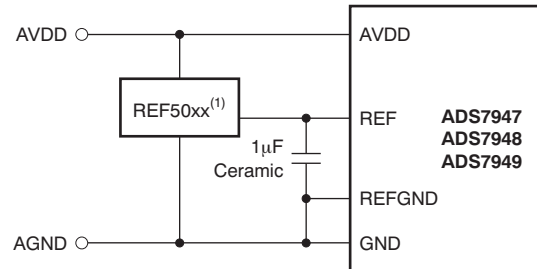 AVDD
AVDD
REF50xx(1)
REF
ADS7947
ADS7948
ADS7949
1μF
Ceramic
REFGND
AGND
GND